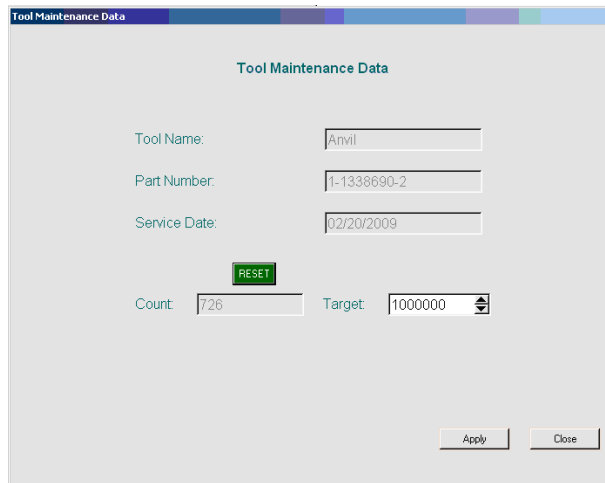 Tool Maintenance Data
Tool Maintenance Data
Tool Name: Anvil
Part Number: 1-1338690-2
Service Date: 02/20/2009
RESET
Count: 726 Target: 1000000
Apply Close